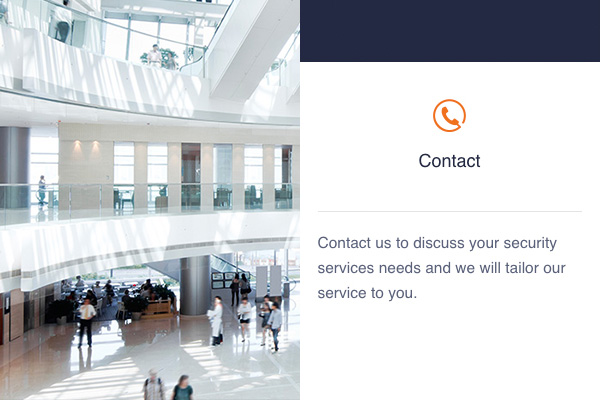 Contact
Contact us to discuss your security
services needs and we will tailor our
service to you.